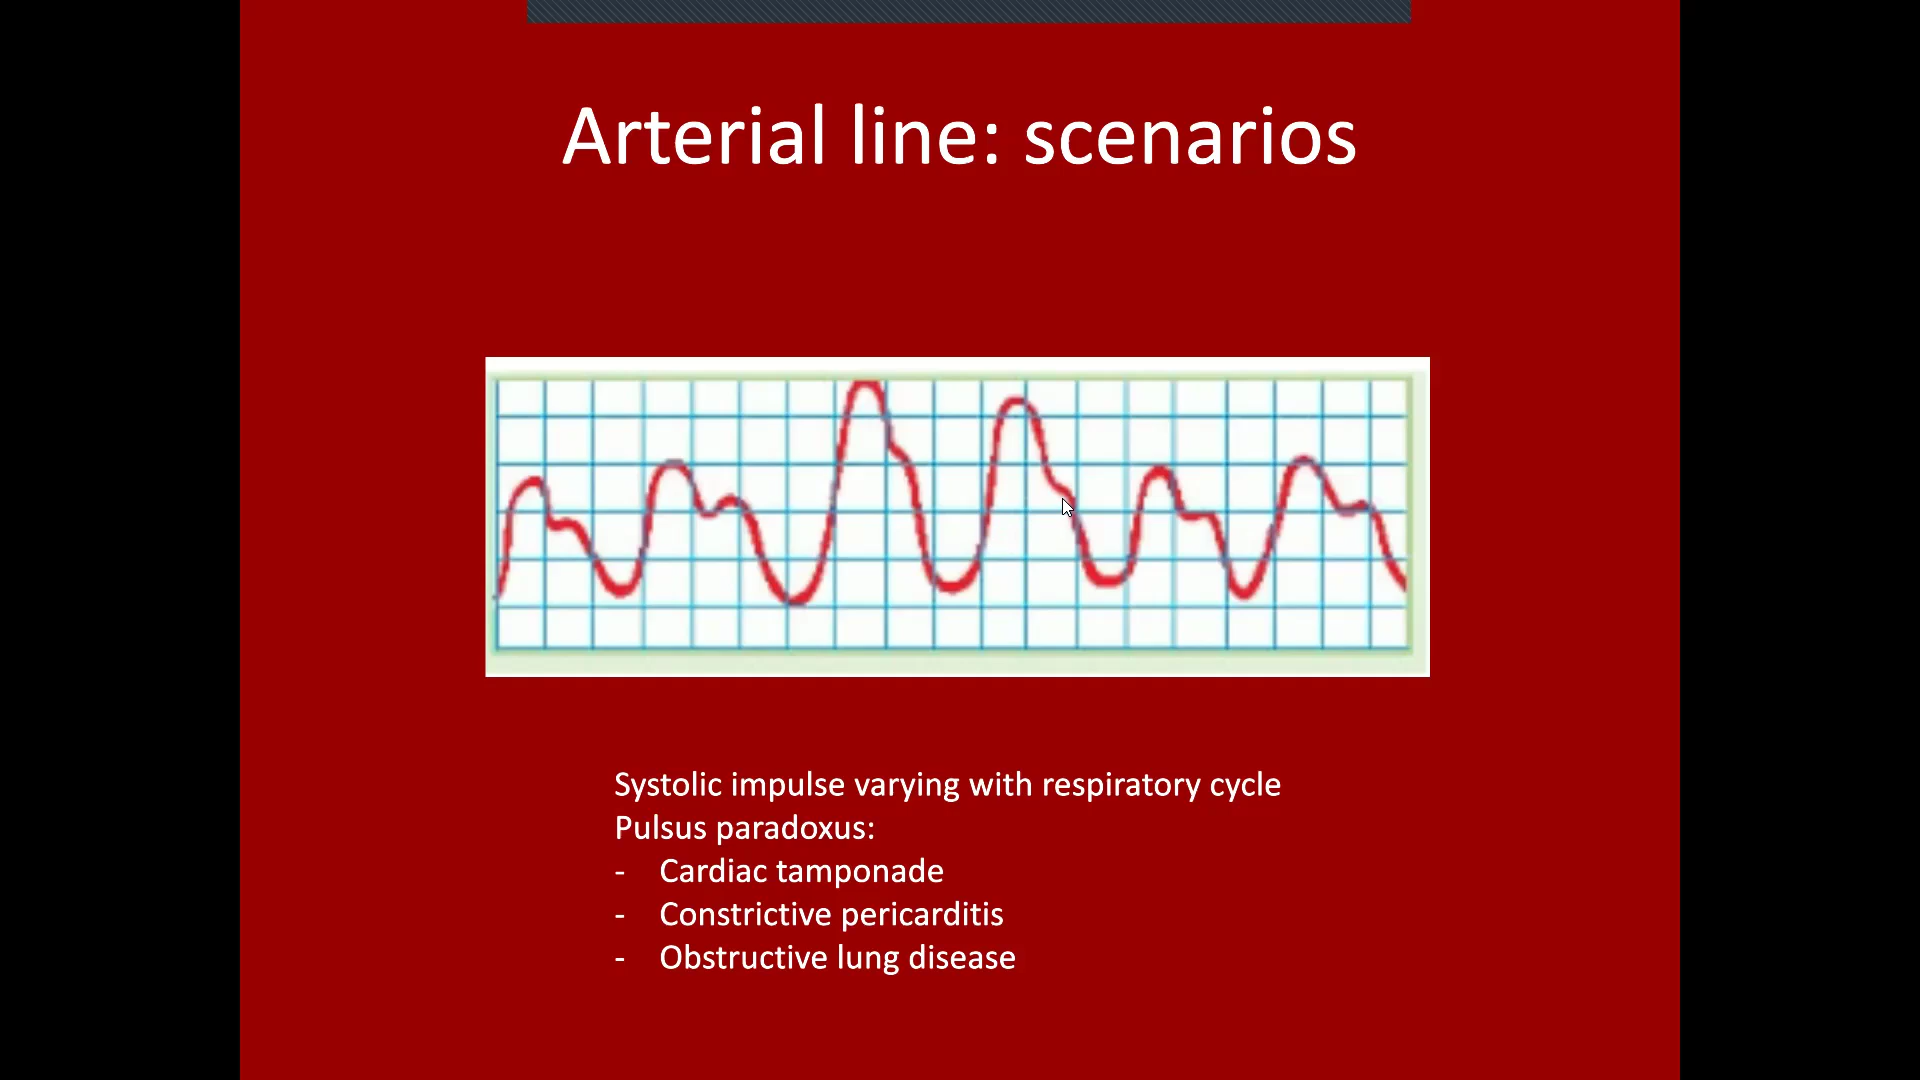 Arterial line: scenarios
Systolic impulse varying with respiratory cycle
Pulsus paradoxus:
- Cardiac tamponade
- Constrictive pericarditis
- Obstructive lung disease